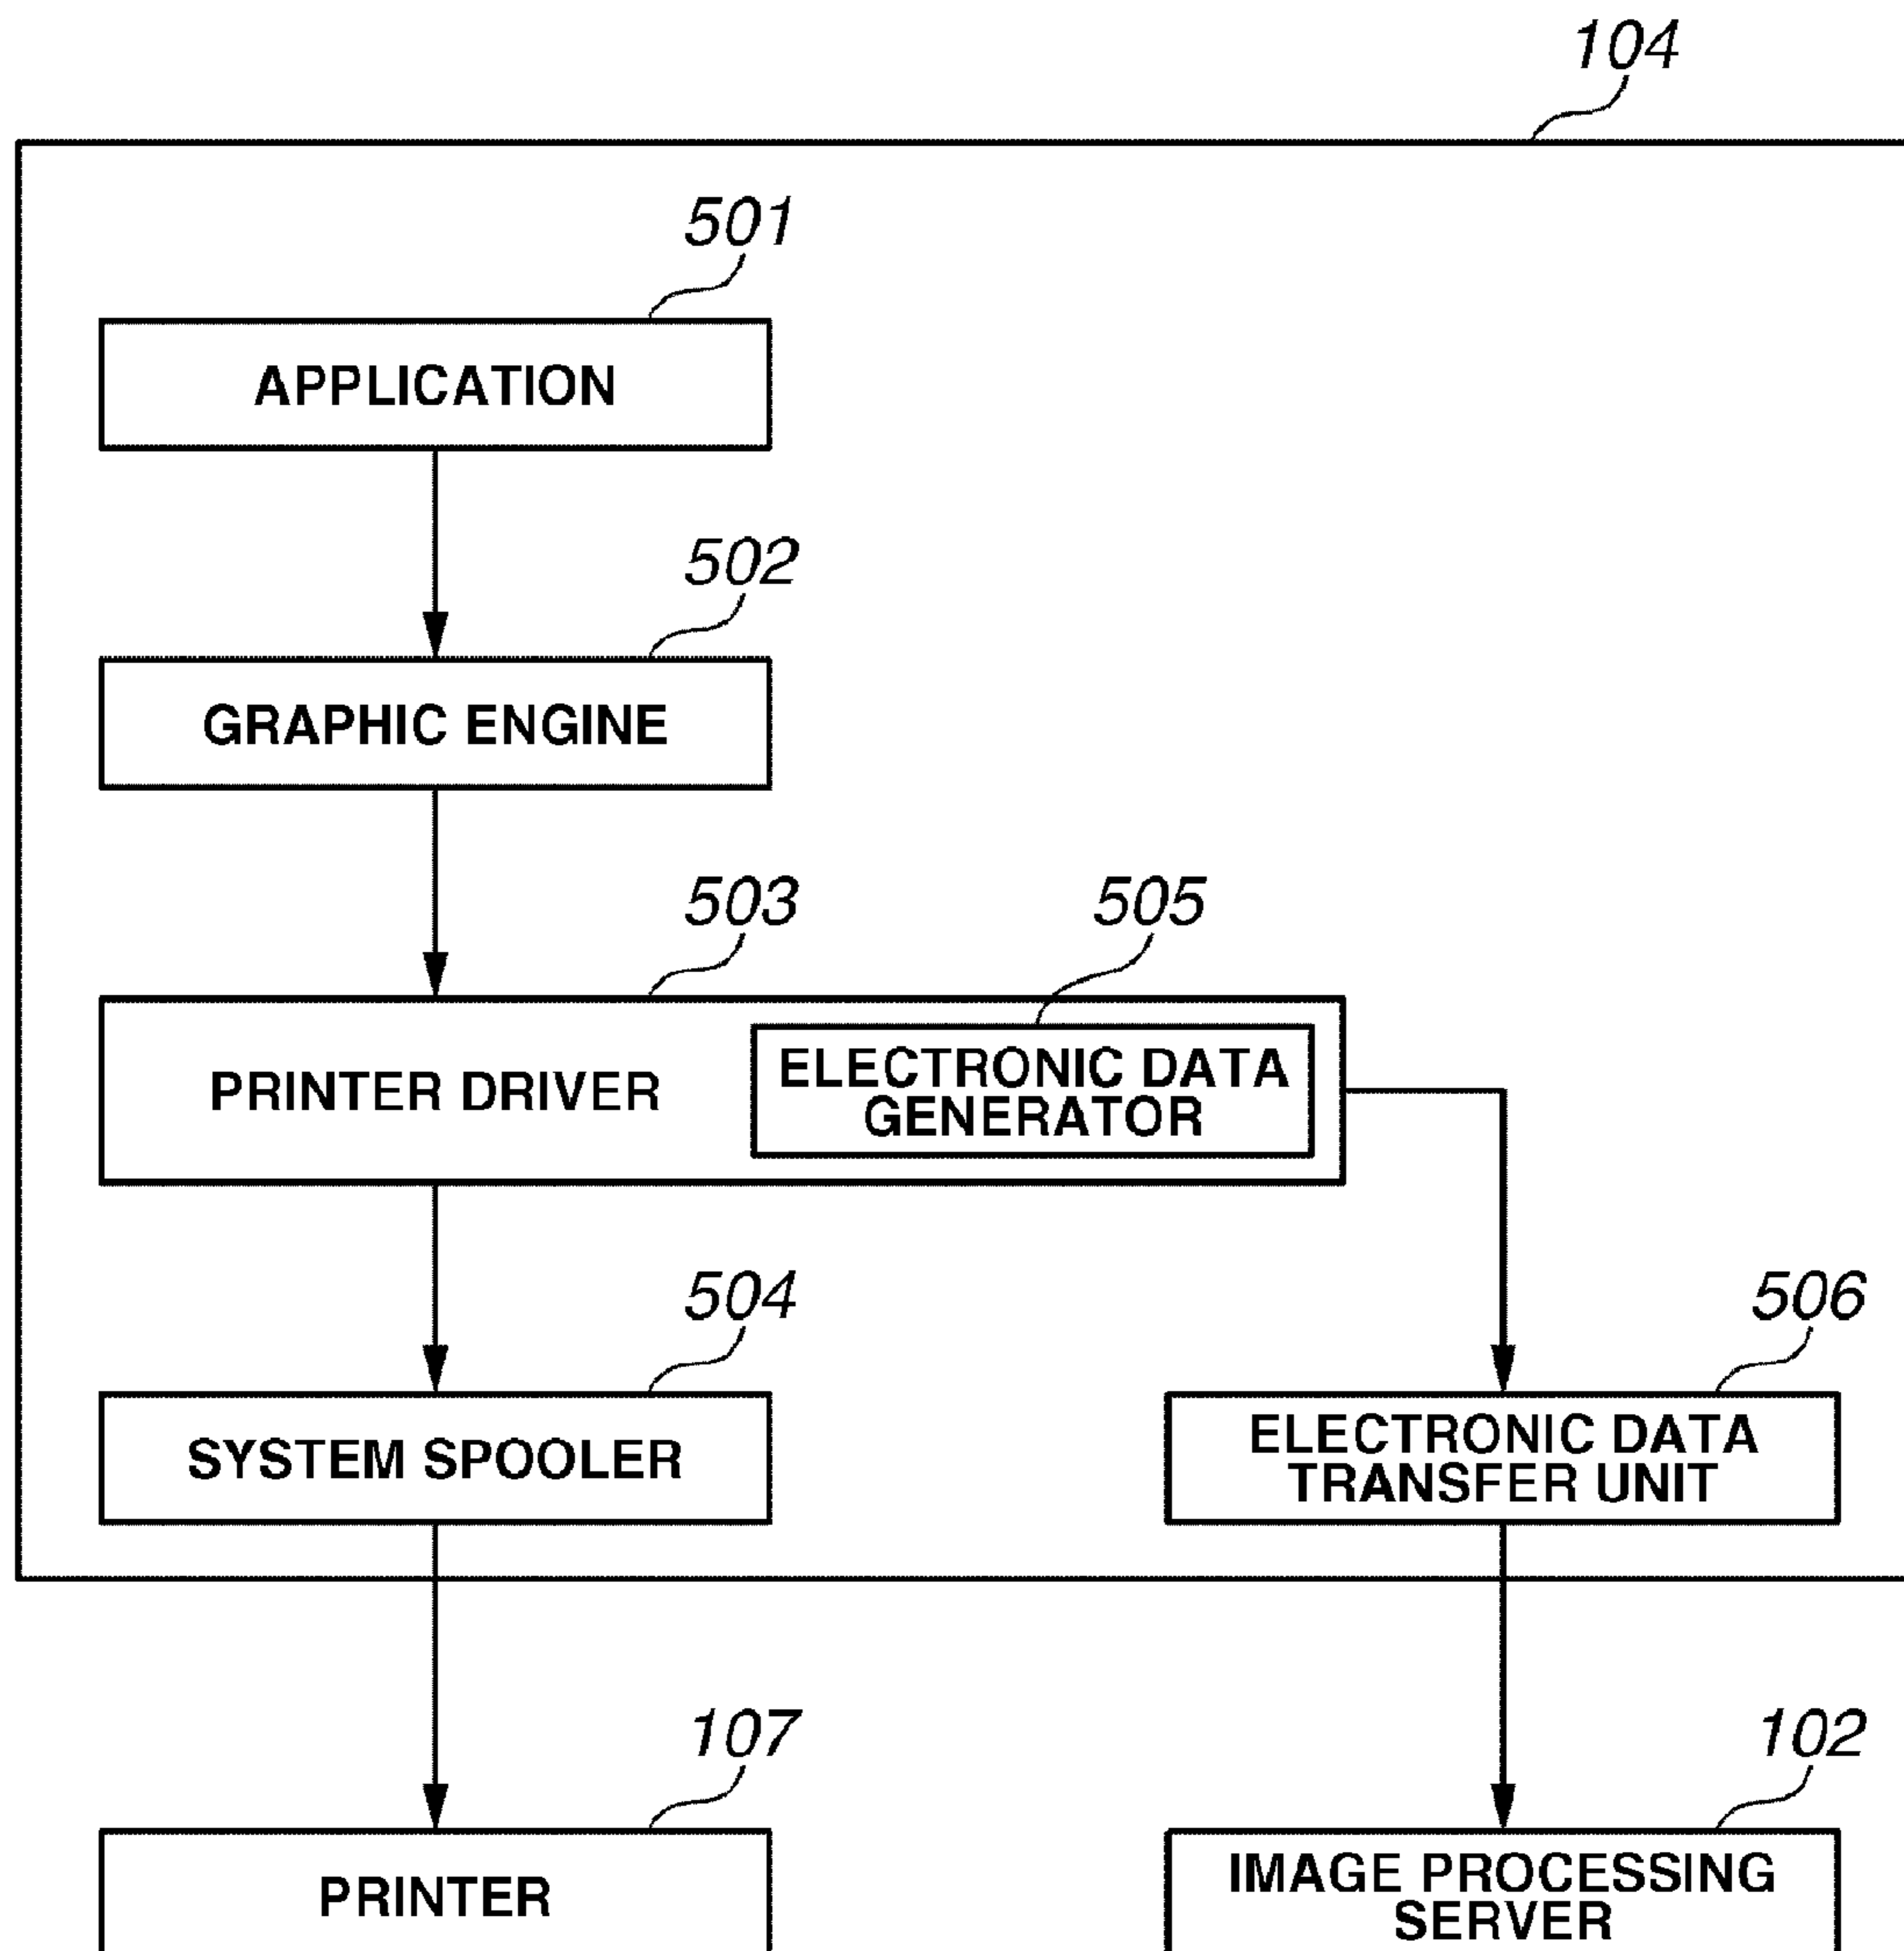 104
501
APPLICATION
502
GRAPHIC ENGINE
503
505
PRINTER DRIVER
ELECTRONIC DATA
GENERATOR
504
506
SYSTEM SPOOLER
ELECTRONIC DATA
TRANSFER UNIT
107
102
PRINTER
IMAGE PROCESSING
SERVER